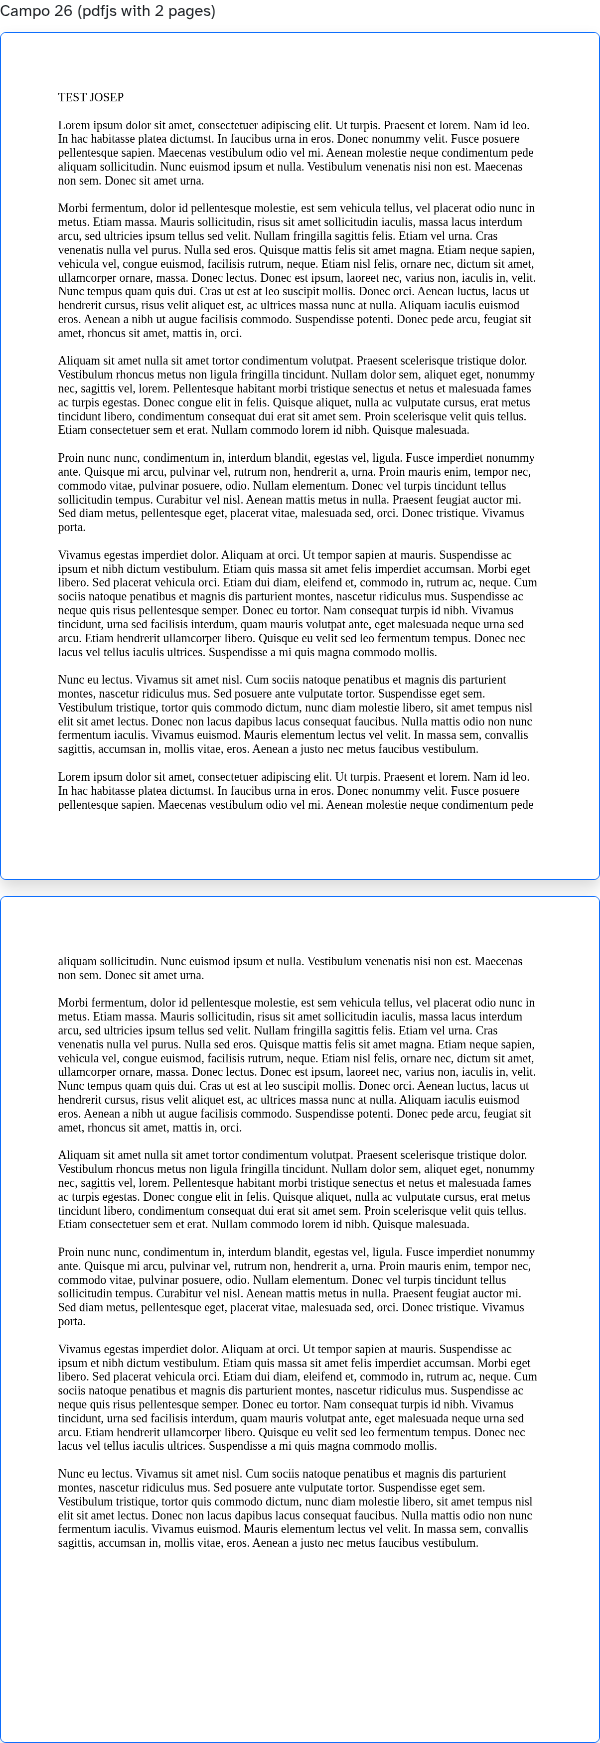 Campo 26 (pdfjs with 2 pages)
TEST JOSEP
Lorem ipsum dolor sit amet, consectetuer adipiscing elit. Ut turpis. Praesent et lorem. Nam id leo.
In hac habitasse platea dictumst. In faucibus urna in eros. Donec nonummy velit. Fusce posuere
pellentesque sapien. Maecenas vestibulum odio vel mi. Aenean molestie neque condimentum pede
aliquam sollicitudin. Nunc euismod ipsum et nulla. Vestibulum venenatis nisi non est. Maecenas
non sem. Donec sit amet urna.
Morbi fermentum, dolor id pellentesque molestie, est sem vehicula tellus, vel placerat odio nunc in
metus. Etiam massa. Mauris sollicitudin, risus sit amet sollicitudin iaculis, massa lacus interdum
arcu, sed ultricies ipsum tellus sed velit. Nullam fringilla sagittis felis. Etiam vel urna. Cras
venenatis nulla vel purus. Nulla sed eros. Quisque mattis felis sit amet magna. Etiam neque sapien,
vehicula vel, congue euismod, facilisis rutrum, neque. Etiam nisl felis, ornare nec, dictum sit amet,
ullamcorper ornare, massa. Donec lectus. Donec est ipsum, laoreet nec, varius non, iaculis in, velit.
Nunc tempus quam quis dui. Cras ut est at leo suscipit mollis. Donec orci. Aenean luctus, lacus ut
hendrerit cursus, risus velit aliquet est, ac ultrices massa nunc at nulla. Aliquam iaculis euismod
eros. Aenean a nibh ut augue facilisis commodo. Suspendisse potenti. Donec pede arcu, feugiat sit
amet, rhoncus sit amet, mattis in, orci.
Aliquam sit amet nulla sit amet tortor condimentum volutpat. Praesent scelerisque tristique dolor.
Vestibulum rhoncus metus non ligula fringilla tincidunt. Nullam dolor sem, aliquet eget, nonummy
nec, sagittis vel, lorem. Pellentesque habitant morbi tristique senectus et netus et malesuada fames
ac turpis egestas. Donec congue elit in felis. Quisque aliquet, nulla ac vulputate cursus, erat metus
tincidunt libero, condimentum consequat dui erat sit amet sem. Proin scelerisque velit quis tellus.
Etiam consectetuer sem et erat. Nullam commodo lorem id nibh. Quisque malesuada.
Proin nunc nunc, condimentum in, interdum blandit, egestas vel, ligula. Fusce imperdiet nonummy
ante. Quisque mi arcu, pulvinar vel, rutrum non, hendrerit a, urna. Proin mauris enim, tempor nec,
commodo vitae, pulvinar posuere, odio. Nullam elementum. Donec vel turpis tincidunt tellus
sollicitudin tempus. Curabitur vel nisl. Aenean mattis metus in nulla. Praesent feugiat auctor mi.
Sed diam metus, pellentesque eget, placerat vitae, malesuada sed, orci. Donec tristique. Vivamus
porta.
Vivamus egestas imperdiet dolor. Aliquam at orci. Ut tempor sapien at mauris. Suspendisse ac
ipsum et nibh dictum vestibulum. Etiam quis massa sit amet felis imperdiet accumsan. Morbi eget
libero. Sed placerat vehicula orci. Etiam dui diam, eleifend et, commodo in, rutrum ac, neque. Cum
sociis natoque penatibus et magnis dis parturient montes, nascetur ridiculus mus. Suspendisse ac
neque quis risus pellentesque semper. Donec eu tortor. Nam consequat turpis id nibh. Vivamus
tincidunt, urna sed facilisis interdum, quam mauris volutpat ante, eget malesuada neque urna sed
arcu. Etiam hendrerit ullamcorper libero. Quisque eu velit sed leo fermentum tempus. Donec nec
lacus vel tellus iaculis ultrices. Suspendisse a mi quis magna commodo mollis.
Nunc eu lectus. Vivamus sit amet nisl. Cum sociis natoque penatibus et magnis dis parturient
montes, nascetur ridiculus mus. Sed posuere ante vulputate tortor. Suspendisse eget sem.
Vestibulum tristique, tortor quis commodo dictum, nunc diam molestie libero, sit amet tempus nisl
elit sit amet lectus. Donec non lacus dapibus lacus consequat faucibus. Nulla mattis odio non nunc
fermentum iaculis. Vivamus euismod. Mauris elementum lectus vel velit. In massa sem, convallis
sagittis, accumsan in, mollis vitae, eros. Aenean a justo nec metus faucibus vestibulum.
Lorem ipsum dolor sit amet, consectetuer adipiscing elit. Ut turpis. Praesent et lorem. Nam id leo.
In hac habitasse platea dictumst. In faucibus urna in eros. Donec nonummy velit. Fusce posuere
pellentesque sapien. Maecenas vestibulum odio vel mi. Aenean molestie neque condimentum pede
aliquam sollicitudin. Nunc euismod ipsum et nulla. Vestibulum venenatis nisi non est. Maecenas
non sem. Donec sit amet urna.
Morbi fermentum, dolor id pellentesque molestie, est sem vehicula tellus, vel placerat odio nunc in
metus. Etiam massa. Mauris sollicitudin, risus sit amet sollicitudin iaculis, massa lacus interdum
arcu, sed ultricies ipsum tellus sed velit. Nullam fringilla sagittis felis. Etiam vel urna. Cras
venenatis nulla vel purus. Nulla sed eros. Quisque mattis felis sit amet magna. Etiam neque sapien,
vehicula vel, congue euismod, facilisis rutrum, neque. Etiam nisl felis, ornare nec, dictum sit amet,
ullamcorper ornare, massa. Donec lectus. Donec est ipsum, laoreet nec, varius non, iaculis in, velit.
Nunc tempus quam quis dui. Cras ut est at leo suscipit mollis. Donec orci. Aenean luctus, lacus ut
hendrerit cursus, risus velit aliquet est, ac ultrices massa nunc at nulla. Aliquam iaculis euismod
eros. Aenean a nibh ut augue facilisis commodo. Suspendisse potenti. Donec pede arcu, feugiat sit
amet, rhoncus sit amet, mattis in, orci.
Aliquam sit amet nulla sit amet tortor condimentum volutpat. Praesent scelerisque tristique dolor.
Vestibulum rhoncus metus non ligula fringilla tincidunt. Nullam dolor sem, aliquet eget, nonummy
nec, sagittis vel, lorem. Pellentesque habitant morbi tristique senectus et netus et malesuada fames
ac turpis egestas. Donec congue elit in felis. Quisque aliquet, nulla ac vulputate cursus, erat metus
tincidunt libero, condimentum consequat dui erat sit amet sem. Proin scelerisque velit quis tellus.
Etiam consectetuer sem et erat. Nullam commodo lorem id nibh. Quisque malesuada.
Proin nunc nunc, condimentum in, interdum blandit, egestas vel, ligula. Fusce imperdiet nonummy
ante. Quisque mi arcu, pulvinar vel, rutrum non, hendrerit a, urna. Proin mauris enim, tempor nec,
commodo vitae, pulvinar posuere, odio. Nullam elementum. Donec vel turpis tincidunt tellus
sollicitudin tempus. Curabitur vel nisl. Aenean mattis metus in nulla. Praesent feugiat auctor mi.
Sed diam metus, pellentesque eget, placerat vitae, malesuada sed, orci. Donec tristique. Vivamus
porta.
Vivamus egestas imperdiet dolor. Aliquam at orci. Ut tempor sapien at mauris. Suspendisse ac
ipsum et nibh dictum vestibulum. Etiam quis massa sit amet felis imperdiet accumsan. Morbi eget
libero. Sed placerat vehicula orci. Etiam dui diam, eleifend et, commodo in, rutrum ac, neque. Cum
sociis natoque penatibus et magnis dis parturient montes, nascetur ridiculus mus. Suspendisse ac
neque quis risus pellentesque semper. Donec eu tortor. Nam consequat turpis id nibh. Vivamus
tincidunt, urna sed facilisis interdum, quam mauris volutpat ante, eget malesuada neque urna sed
arcu. Etiam hendrerit ullamcorper libero. Quisque eu velit sed leo fermentum tempus. Donec nec
lacus vel tellus iaculis ultrices. Suspendisse a mi quis magna commodo mollis.
Nunc eu lectus. Vivamus sit amet nisl. Cum sociis natoque penatibus et magnis dis parturient
montes, nascetur ridiculus mus. Sed posuere ante vulputate tortor. Suspendisse eget sem.
Vestibulum tristique, tortor quis commodo dictum, nunc diam molestie libero, sit amet tempus nisl
elit sit amet lectus. Donec non lacus dapibus lacus consequat faucibus. Nulla mattis odio non nunc
fermentum iaculis. Vivamus euismod. Mauris elementum lectus vel velit. In massa sem, convallis
sagittis, accumsan in, mollis vitae, eros. Aenean a justo nec metus faucibus vestibulum.